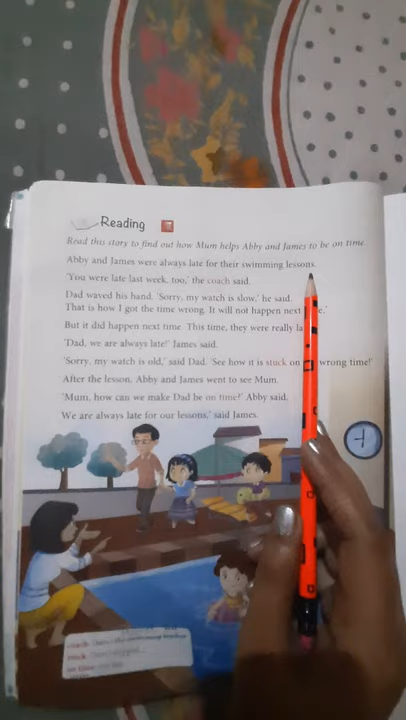 Reading
Read this story to find out how Mum helps Abby and James to be on time
Abby and James were always late for their swimming lessons.
'You were late last week, too,' the coach said.
Dad waved his hand. 'Sorry, my watch is slow,' he said.
That is how I got the time wrong. It will not happen next
But it did happen next time. This time, they were really la
'Dad, we are always late!' James said.
'Sorry, my watch is old,' said Dad. 'See how it is stuck on wrong time!'
After the lesson, Abby and James went to see Mum.
'Mum, how can we make Dad be on time?' Abby said.
We are always late for our lessons,' said James.
coach
stuck
on time